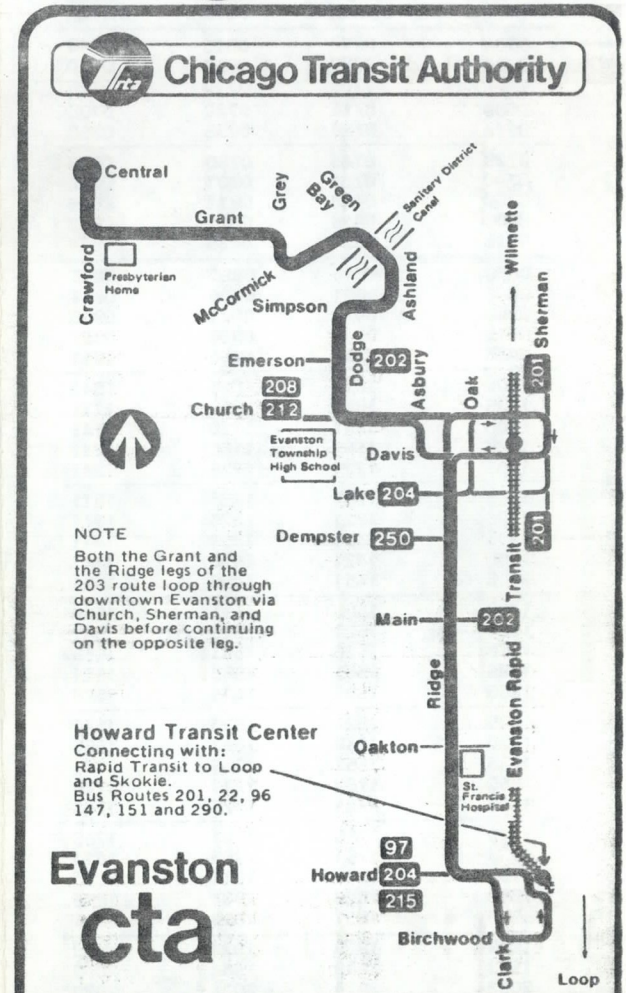 rta
Chicago Transit Authority
Central
Grant
Grey
Green
Bay
Sanitary District
Canal
Crawford
Presbyterian
Home
McCormick
Simpson
Ashland
Wilmette
Sherman
Emerson
Dodge
202
Asbury
Oak
201
208
Church 212
Evanston
Township
High School
Davis
Lake 204
201
Dempster 250
NOTE
Both the Grant and
the Ridge legs of the
203 route loop through
downtown Evanston via
Church, Sherman, and
Davis before continuing
on the opposite leg.
Main
202
Ridge
Evanston Rapid Transit
Howard Transit Center
Connecting with:
Rapid Transit to Loop
and Skokie.
Bus Routes 201, 22, 96
147, 151 and 290.
Oakton
St.
Francis
Hospital
97
Howard 204
215
Evanston
cta
Birchwood
Clark
Loop